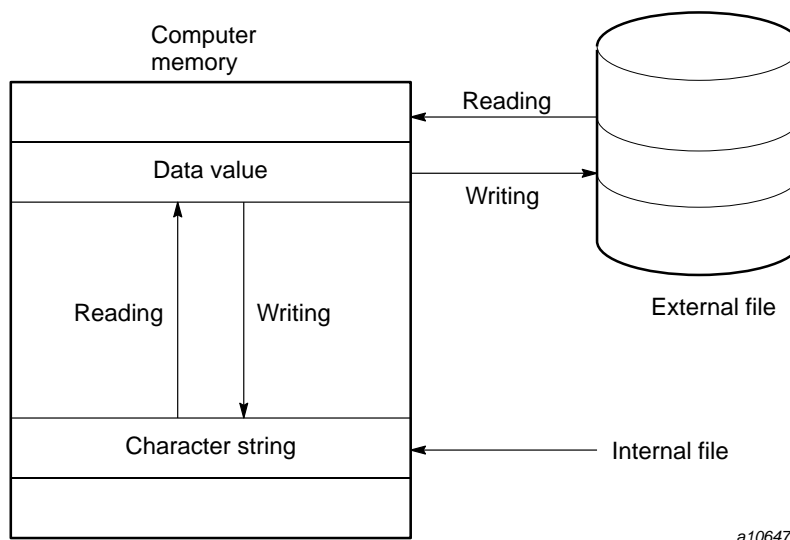 Computer
memory
Reading
Data value
Writing
External file
Reading
Writing
Character string
Internal file
a10647